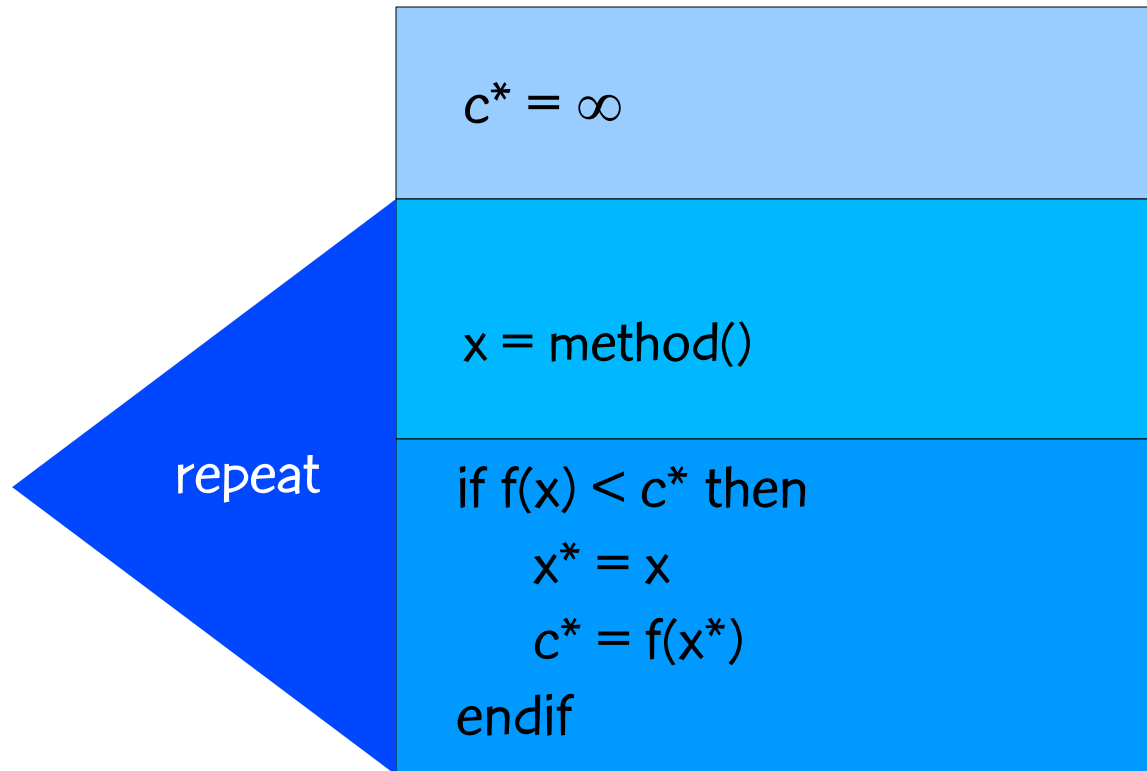 c* = ∞
x = method()
repeat
if f(x) < c* then
x* = x
c* = f(x*)
endif